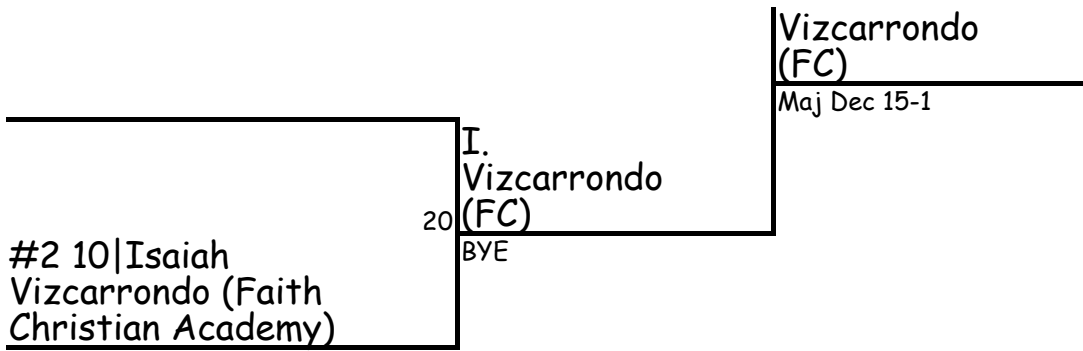 Vizcarrondo
(FC)
Maj Dec 15-1
I.
Vizcarrondo
(FC)
20
BYE
#2 10|Isaiah
Vizcarrondo (Faith
Christian Academy)